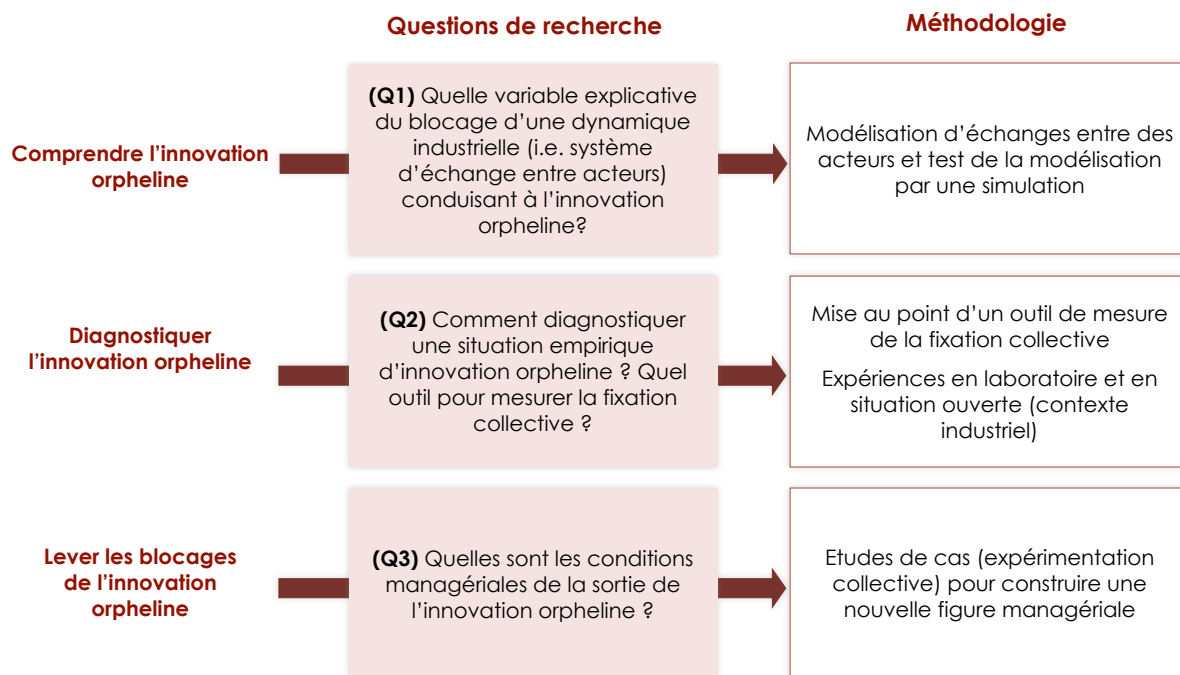 Questions de recherche
Méthodologie
Comprendre l'innovation
orpheline
(Q1) Quelle variable explicative
du blocage d'une dynamique
industrielle (i.e. système
d'échange entre acteurs)
conduisant à l'innovation
orpheline?
Modélisation d'échanges entre des
acteurs et test de la modélisation
par une simulation
Diagnostiquer
l'innovation orpheline
(Q2) Comment diagnostiquer
une situation empirique
d'innovation orpheline ? Quel
outil pour mesurer la fixation
collective ?
Mise au point d'un outil de mesure
de la fixation collective
Expériences en laboratoire et en
situation ouverte (contexte
industriel)
Lever les blocages
de l'innovation
orpheline
(Q3) Quelles sont les conditions
managériales de la sortie de
l'innovation orpheline ?
Etudes de cas (expérimentation
collective) pour construire une
nouvelle figure managériale